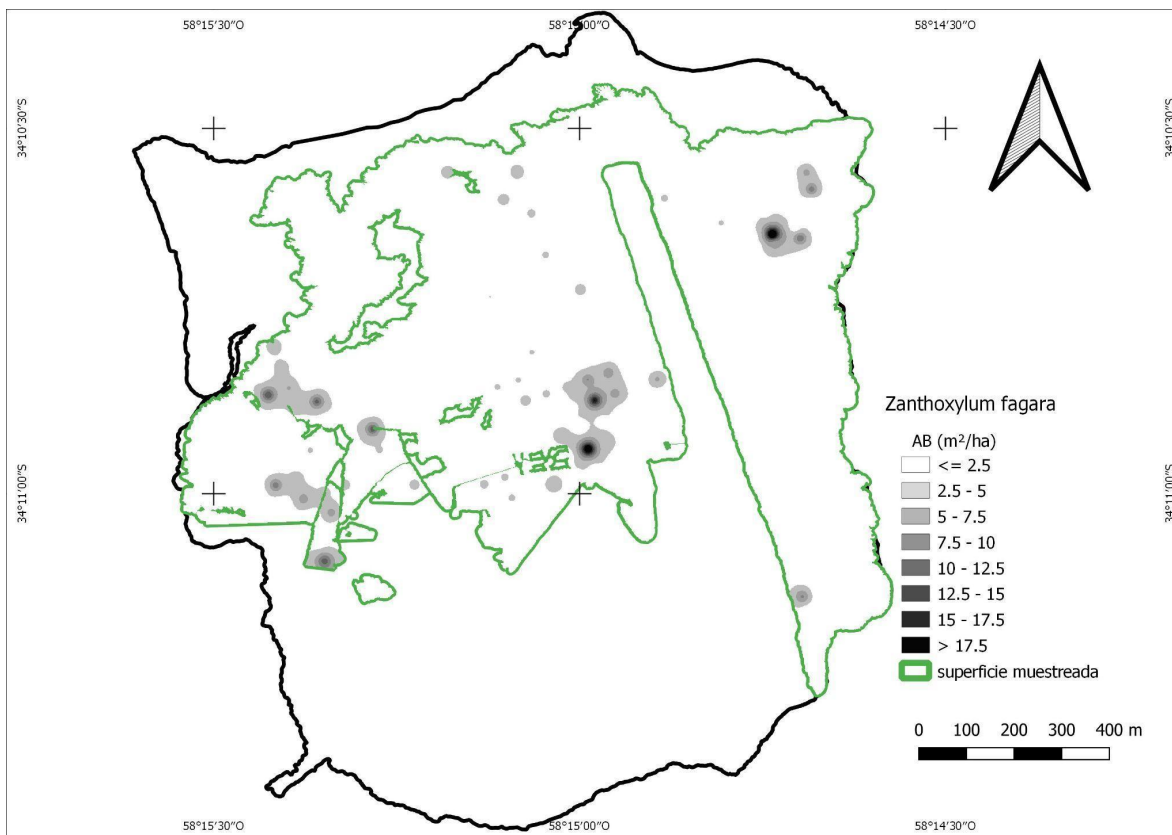 58°15'30"O 58°15'00"O 58°14'30"O
34°10'30"S 34°10'30"S
34°11'00"S 34°11'00"S
Zanthoxylum fagara
AB (m²/ha)
<= 2.5
2.5 - 5
5 - 7.5
7.5 - 10
10 - 12.5
12.5 - 15
15 - 17.5
> 17.5
superficie muestreada
0 100 200 300 400 m
58°15'30"O 58°15'00"O 58°14'30"O